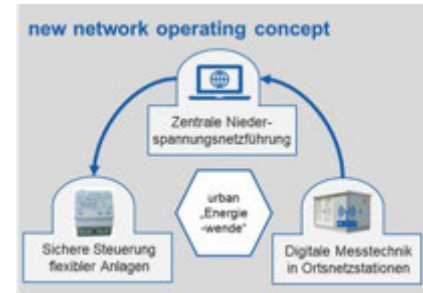 new network operating concept
Zentrale Nieder-
spannungsnetzführung
urban
„Energie
-wende“
Sichere Steuerung
flexibler Anlagen
Digitale Messtechnik
in Ortsnetzstationen